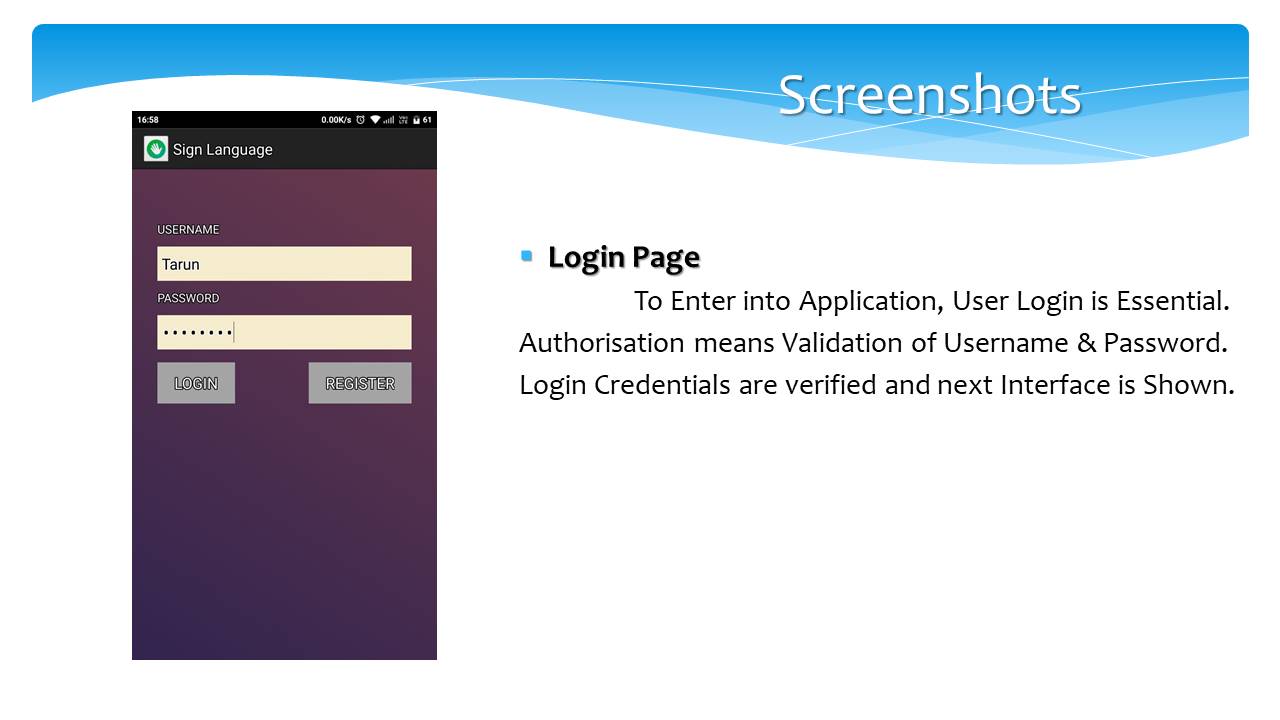 Screenshots
16:58 0.00K/s VoLTE 61
Sign Language
USERNAME
Tarun
PASSWORD
••••••••
LOGIN REGISTER
Login Page
To Enter into Application, User Login is Essential.
Authorisation means Validation of Username & Password.
Login Credentials are verified and next Interface is Shown.